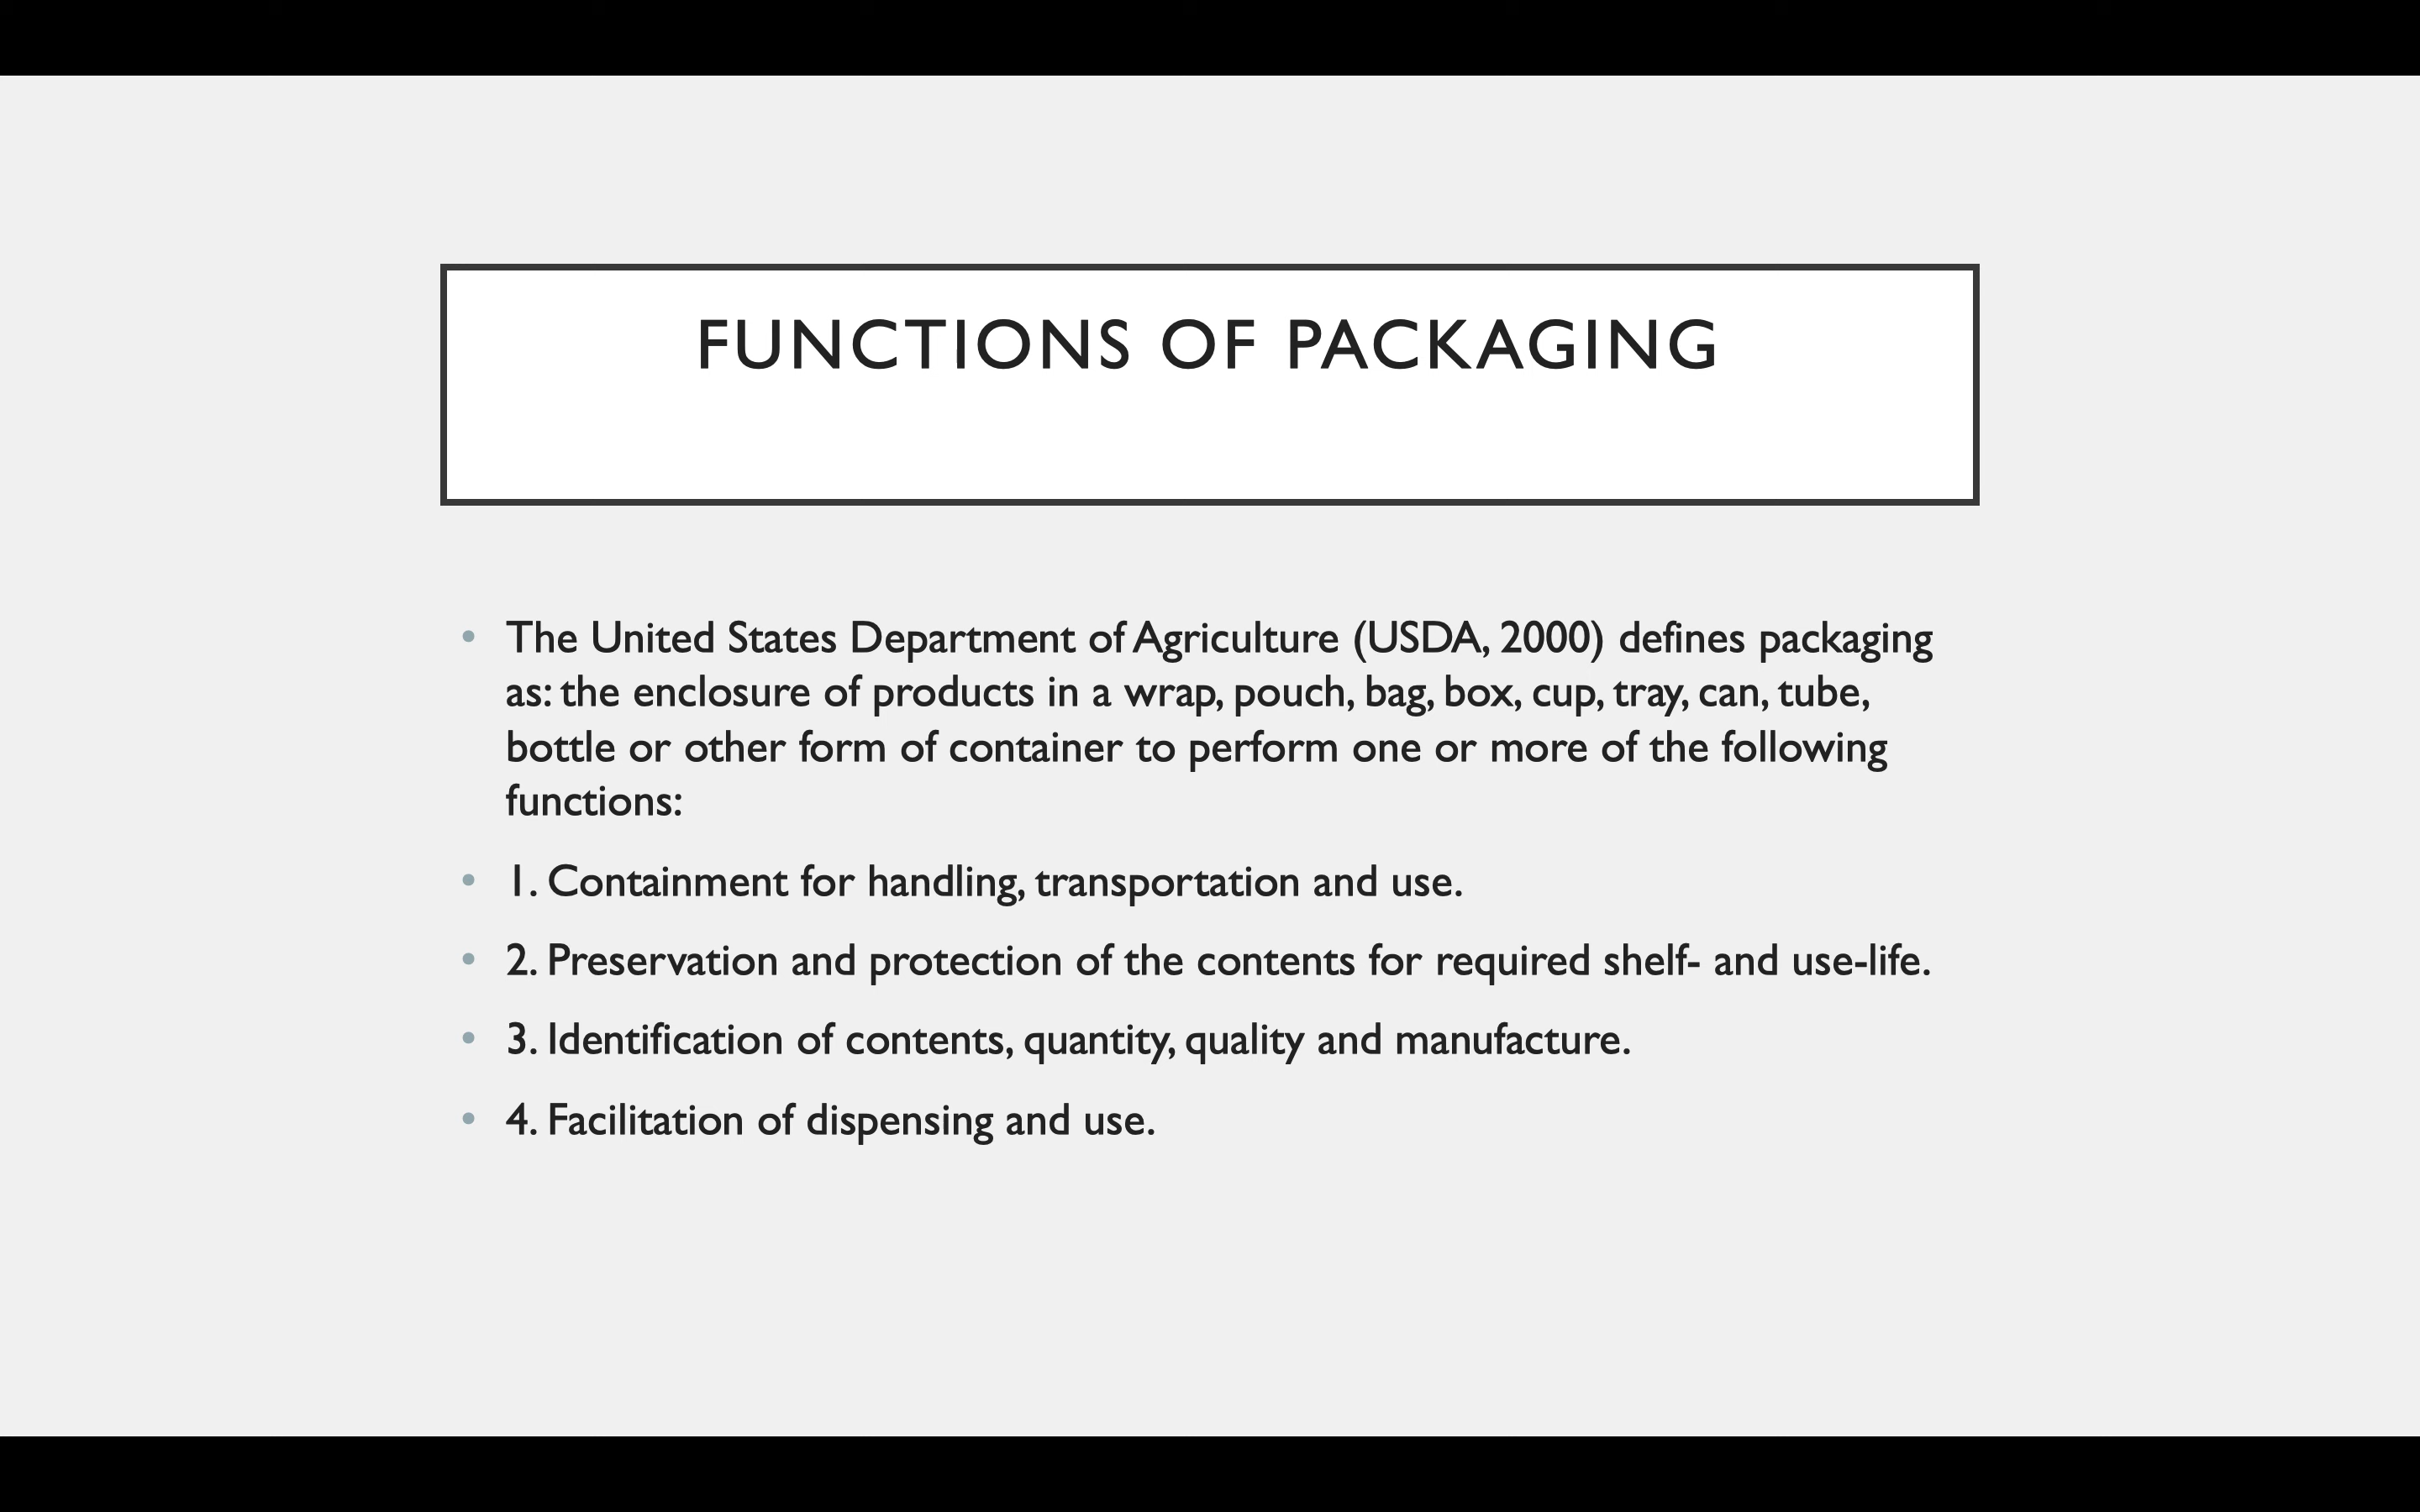 FUNCTIONS OF PACKAGING
• The United States Department of Agriculture (USDA, 2000) defines packaging
as: the enclosure of products in a wrap, pouch, bag, box, cup, tray, can, tube,
bottle or other form of container to perform one or more of the following
functions:
• 1. Containment for handling, transportation and use.
• 2. Preservation and protection of the contents for required shelf- and use-life.
• 3. Identification of contents, quantity, quality and manufacture.
• 4. Facilitation of dispensing and use.